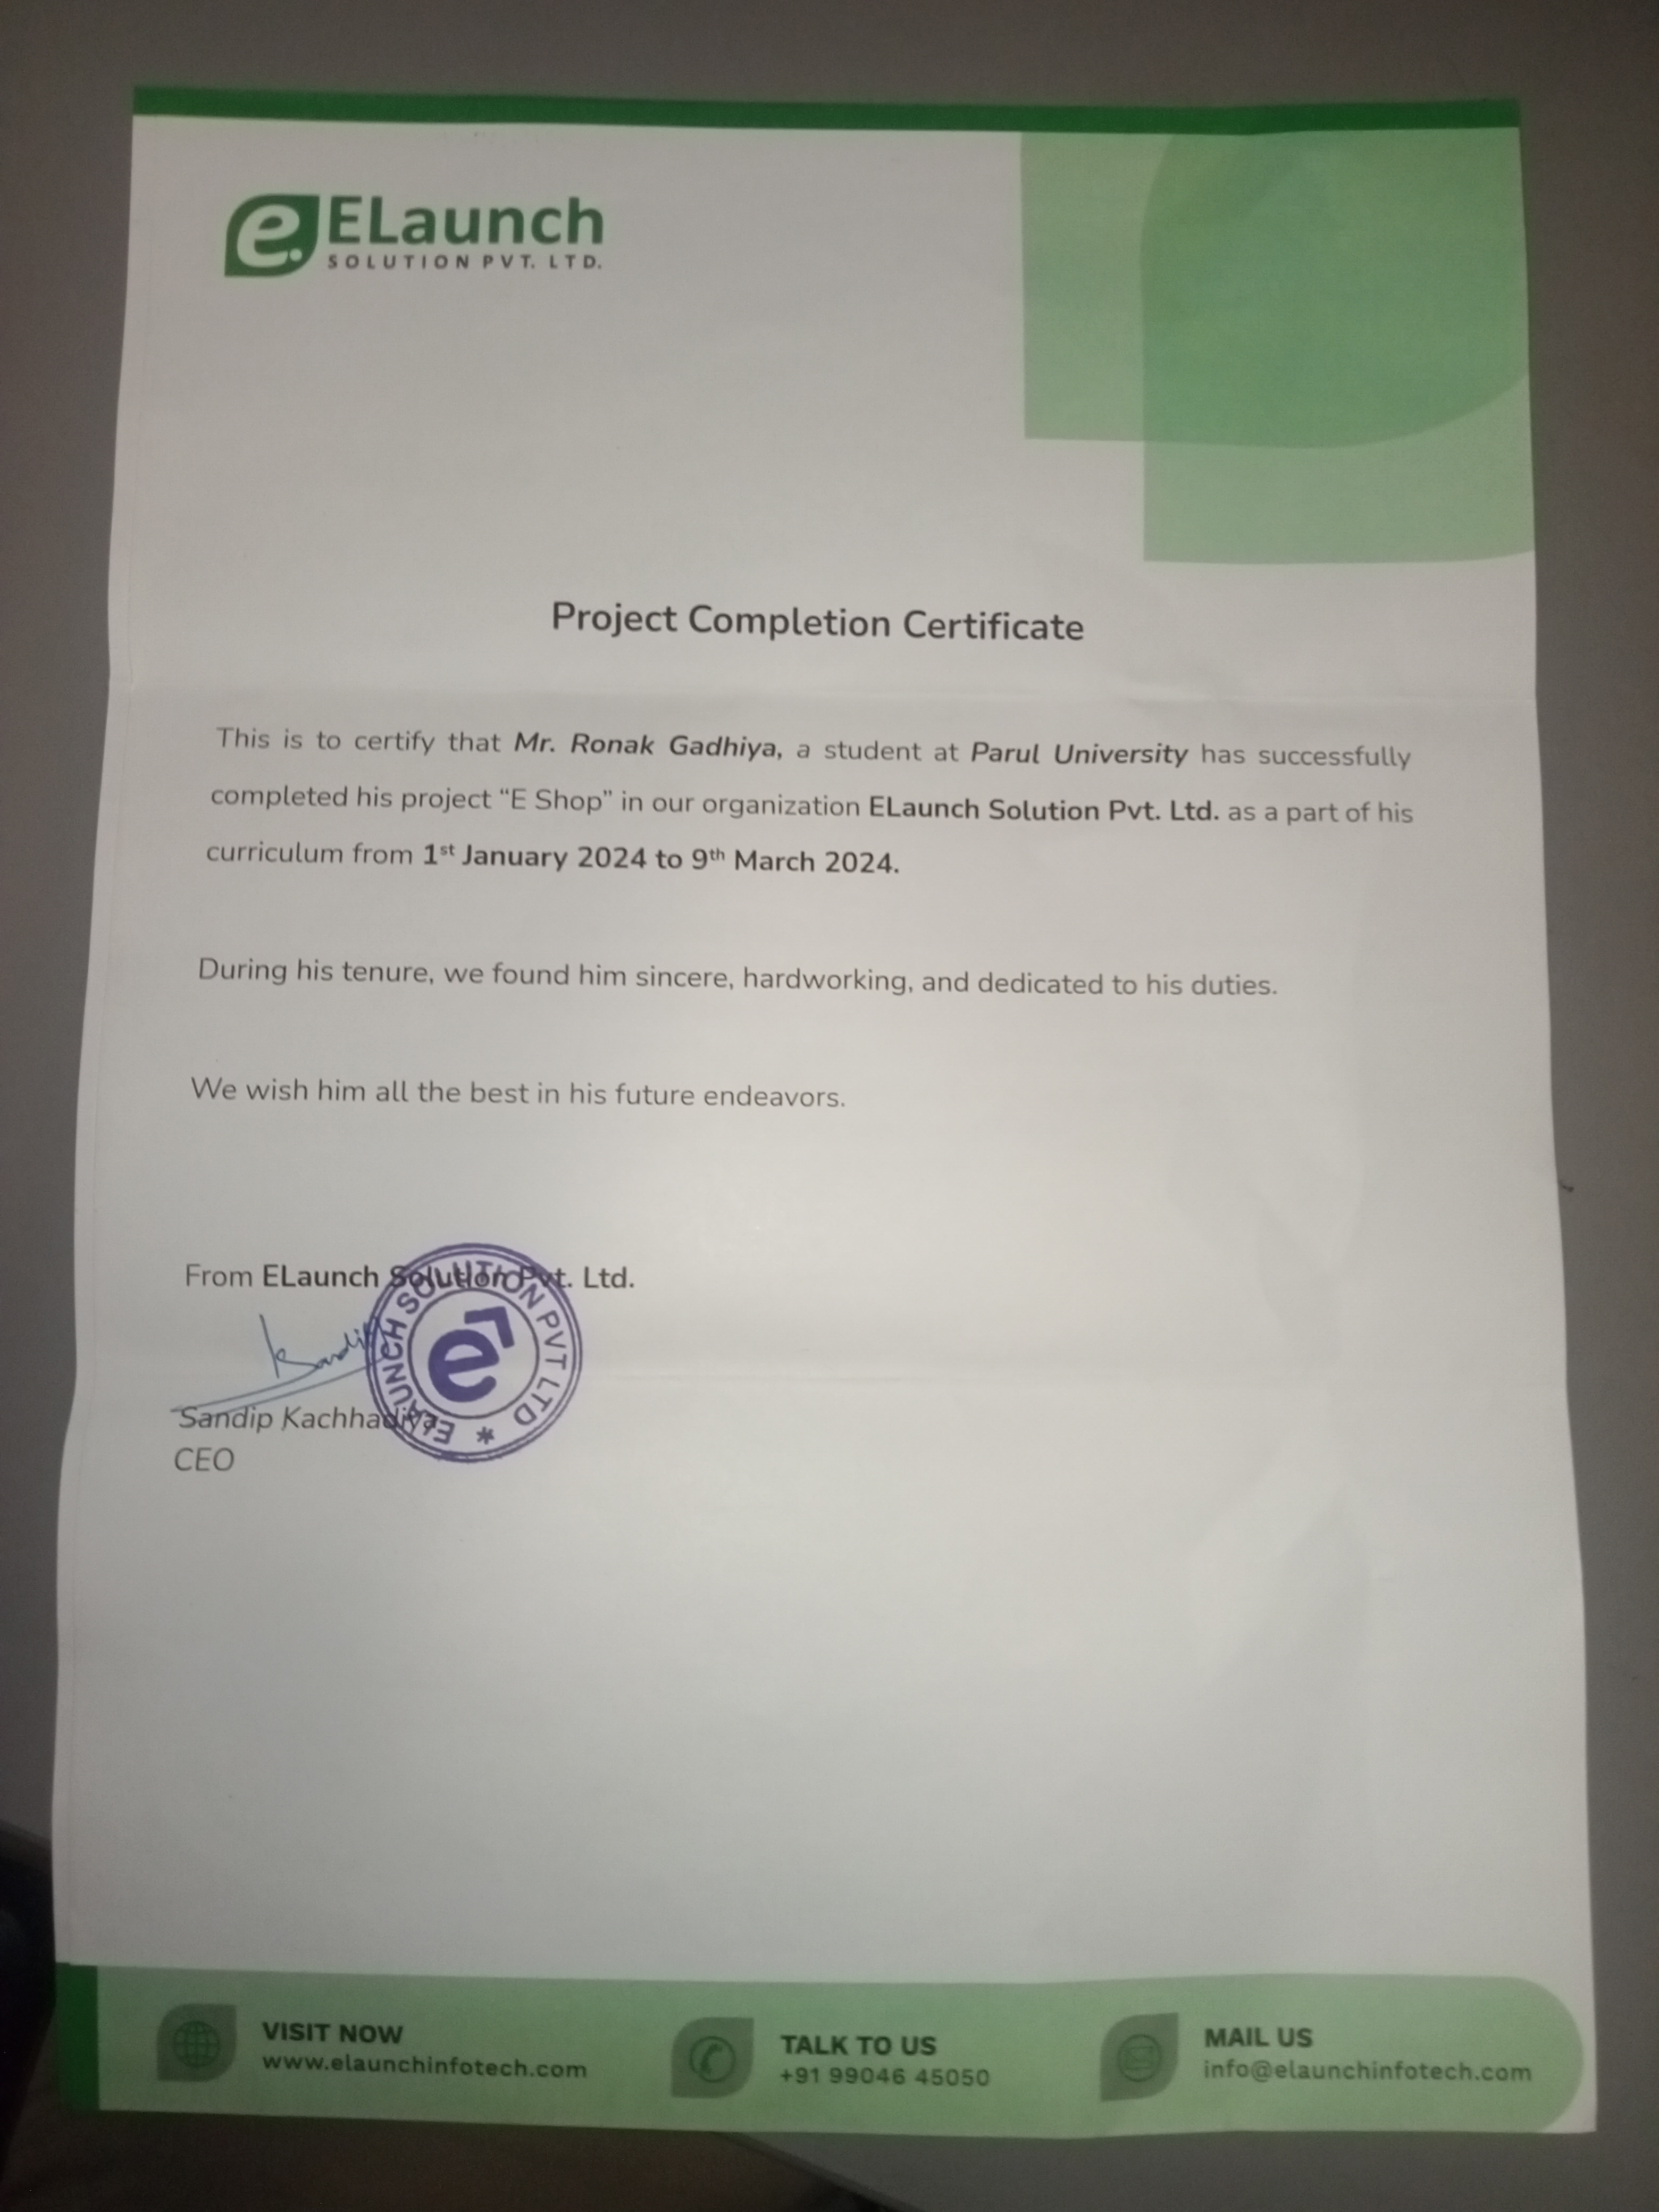 e. ELaunch
SOLUTION PVT. LTD.
Project Completion Certificate
This is to certify that Mr. Ronak Gadhiya, a student at Parul University has successfully
completed his project “E Shop” in our organization ELaunch Solution Pvt. Ltd. as a part of his
curriculum from 1st January 2024 to 9th March 2024.
During his tenure, we found him sincere, hardworking, and dedicated to his duties.
We wish him all the best in his future endeavors.
From ELaunch Solution Pvt. Ltd.
Sandip
ELAUNCH SOLUTION PVT LTD *
e
Sandip Kachhadiya
CEO
VISIT NOW
www.elaunchinfotech.com
TALK TO US
+91 99046 45050
MAIL US
info@elaunchinfotech.com